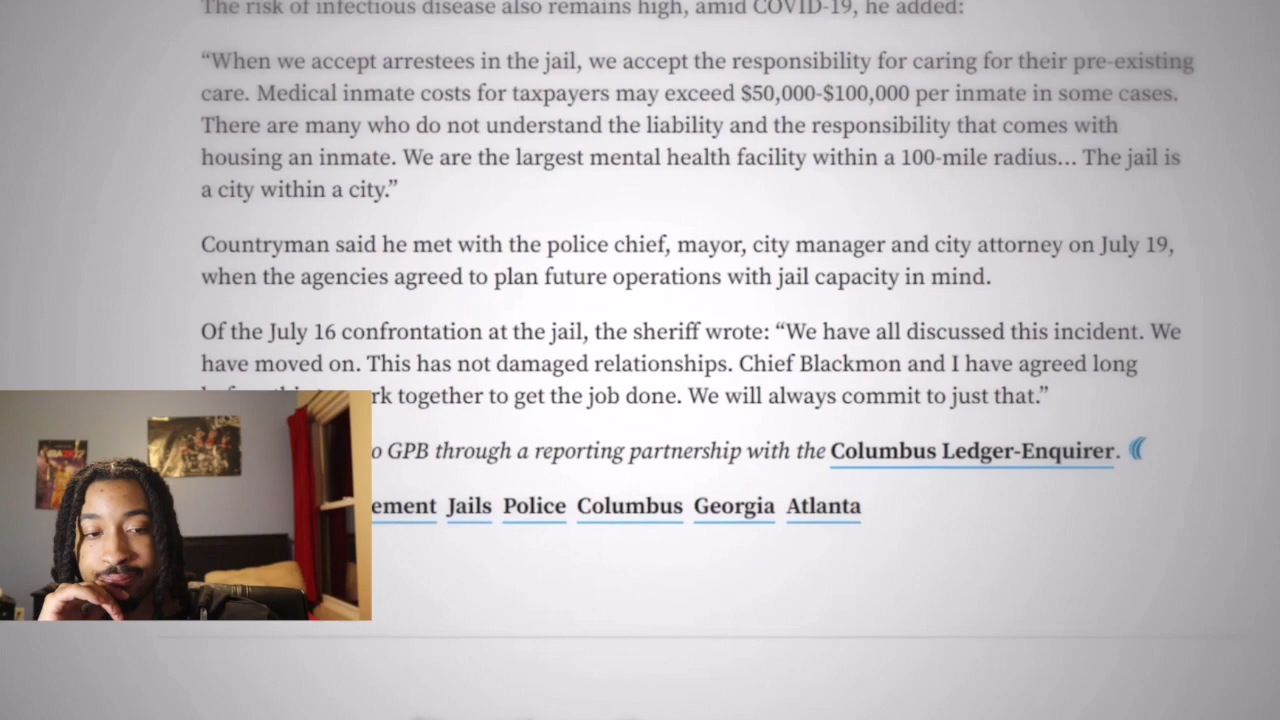 The risk of infectious disease also remains high, amid COVID-19, he added:
“When we accept arrestees in the jail, we accept the responsibility for caring for their pre-existing
care. Medical inmate costs for taxpayers may exceed $50,000-$100,000 per inmate in some cases.
There are many who do not understand the liability and the responsibility that comes with
housing an inmate. We are the largest mental health facility within a 100-mile radius... The jail is
a city within a city.”
Countryman said he met with the police chief, mayor, city manager and city attorney on July 19,
when the agencies agreed to plan future operations with jail capacity in mind.
Of the July 16 confrontation at the jail, the sheriff wrote: “We have all discussed this incident. We
have moved on. This has not damaged relationships. Chief Blackmon and I have agreed long
rk together to get the job done. We will always commit to just that.”
o GPB through a reporting partnership with the Columbus Ledger-Enquirer.
ement Jails Police Columbus Georgia Atlanta